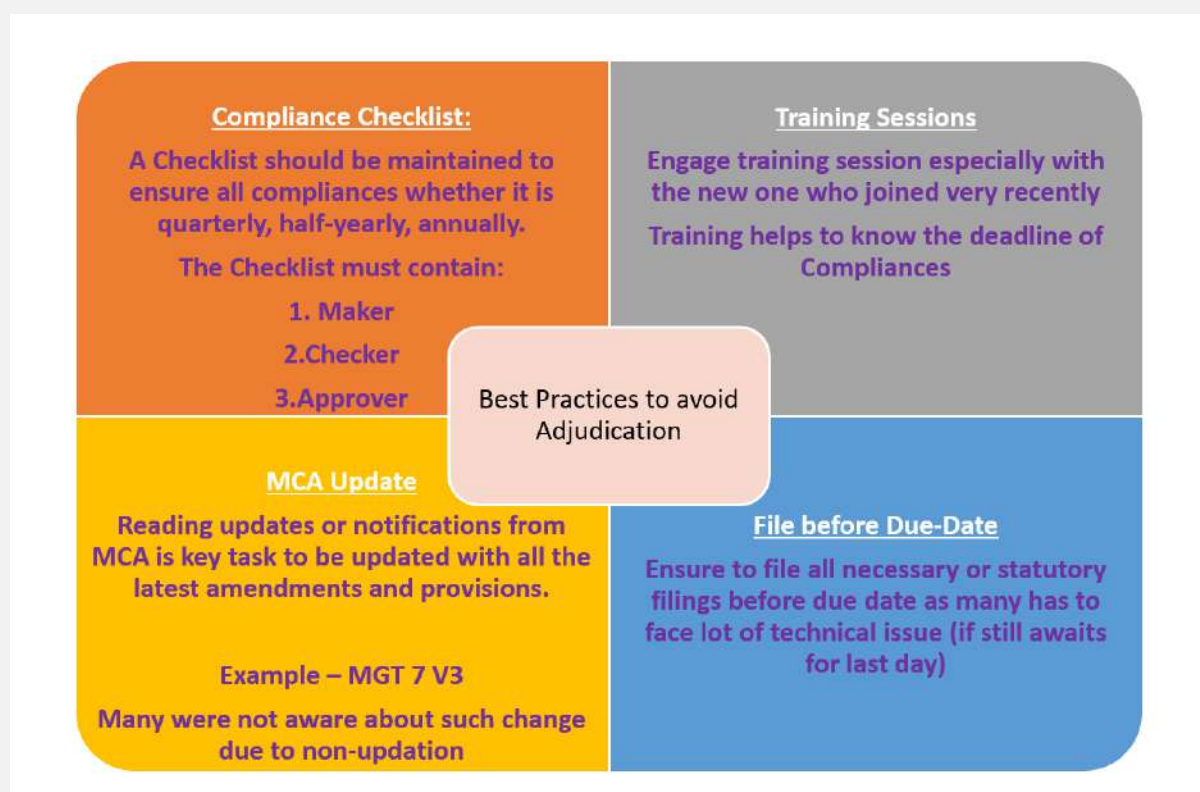 Compliance Checklist:
A Checklist should be maintained to
ensure all compliances whether it is
quarterly, half-yearly, annually.
The Checklist must contain:
1. Maker
2.Checker
3.Approver
Training Sessions
Engage training session especially with
the new one who joined very recently
Training helps to know the deadline of
Compliances
Best Practices to avoid
Adjudication
MCA Update
Reading updates or notifications from
MCA is key task to be updated with all the
latest amendments and provisions.
Example – MGT 7 V3
Many were not aware about such change
due to non-updation
File before Due-Date
Ensure to file all necessary or statutory
filings before due date as many has to
face lot of technical issue (if still awaits
for last day)